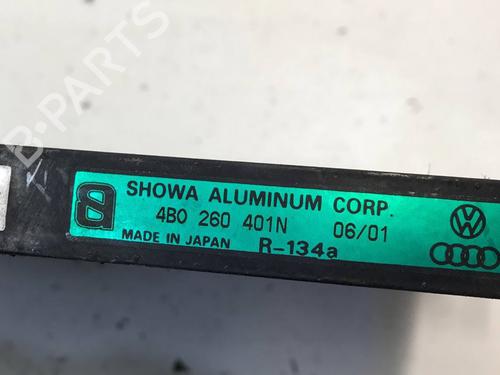 SHOWA ALUMINUM CORP.
4B0 260 401N 06/01
MADE IN JAPAN R-134a
B-PARTS